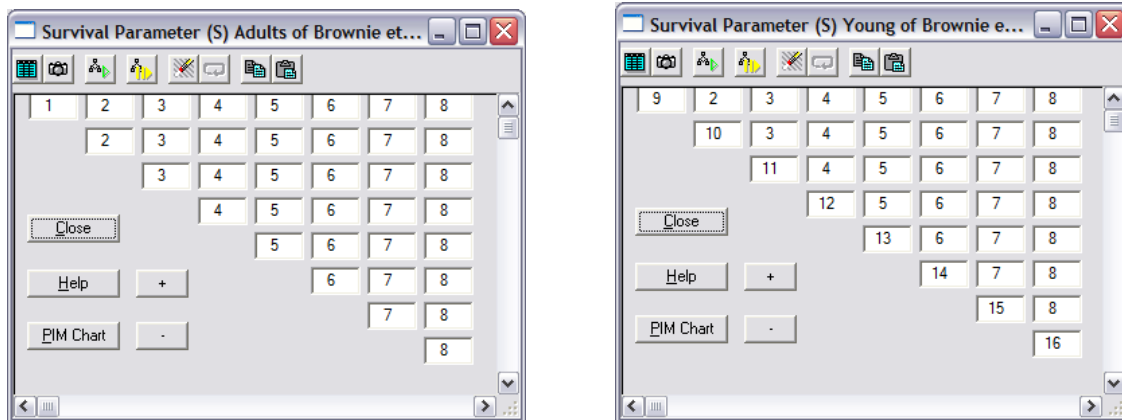 Survival Parameter (S) Adults of Brownie et...
1 2 3 4 5 6 7 8
2 3 4 5 6 7 8
3 4 5 6 7 8
4 5 6 7 8
Close
5 6 7 8
Help + 6 7 8
7 8
PIM Chart -
8
Survival Parameter (S) Young of Brownie e...
9 2 3 4 5 6 7 8
10 3 4 5 6 7 8
11 4 5 6 7 8
12 5 6 7 8
Close
13 6 7 8
Help + 14 7 8
15 8
PIM Chart -
16